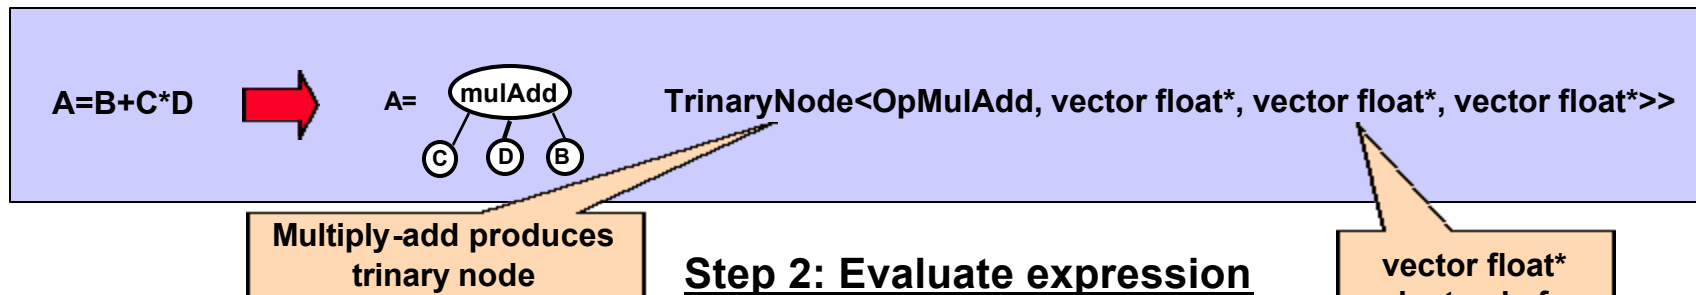 A=B+C*D
A=
mulAdd
TrinaryNode<OpMulAdd, vector float*, vector float*, vector float*>>
C
D
B
Multiply-add produces
trinary node
Step 2: Evaluate expression
vector float*